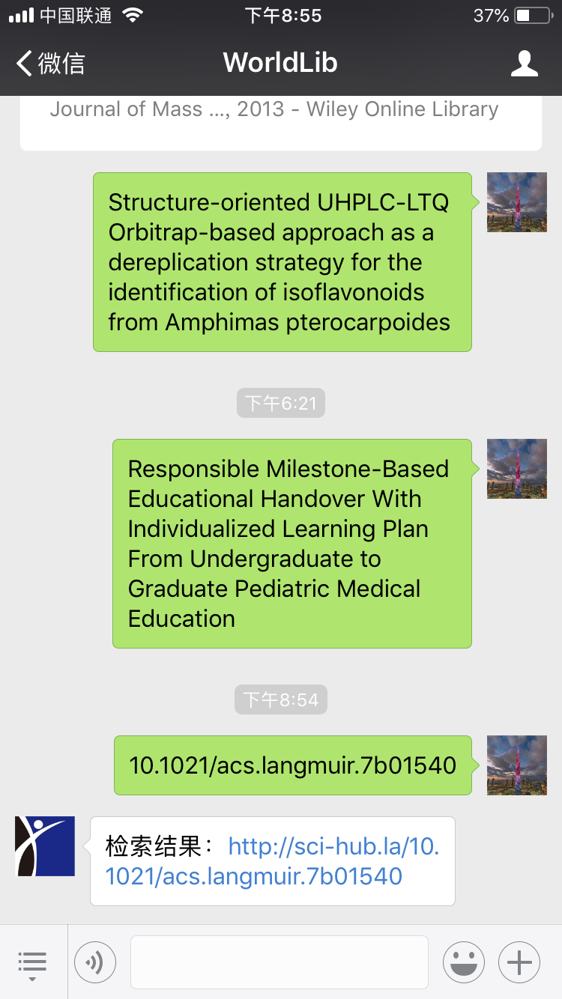 中国联通 下午8:55 37%
微信 WorldLib
Journal of Mass ..., 2013 - Wiley Online Library
Structure-oriented UHPLC-LTQ
Orbitrap-based approach as a
dereplication strategy for the
identification of isoflavonoids
from Amphimas pterocarpoides
下午6:21
Responsible Milestone-Based
Educational Handover With
Individualized Learning Plan
From Undergraduate to
Graduate Pediatric Medical
Education
下午8:54
10.1021/acs.langmuir.7b01540
检索结果：http://sci-hub.la/10.
1021/acs.langmuir.7b01540